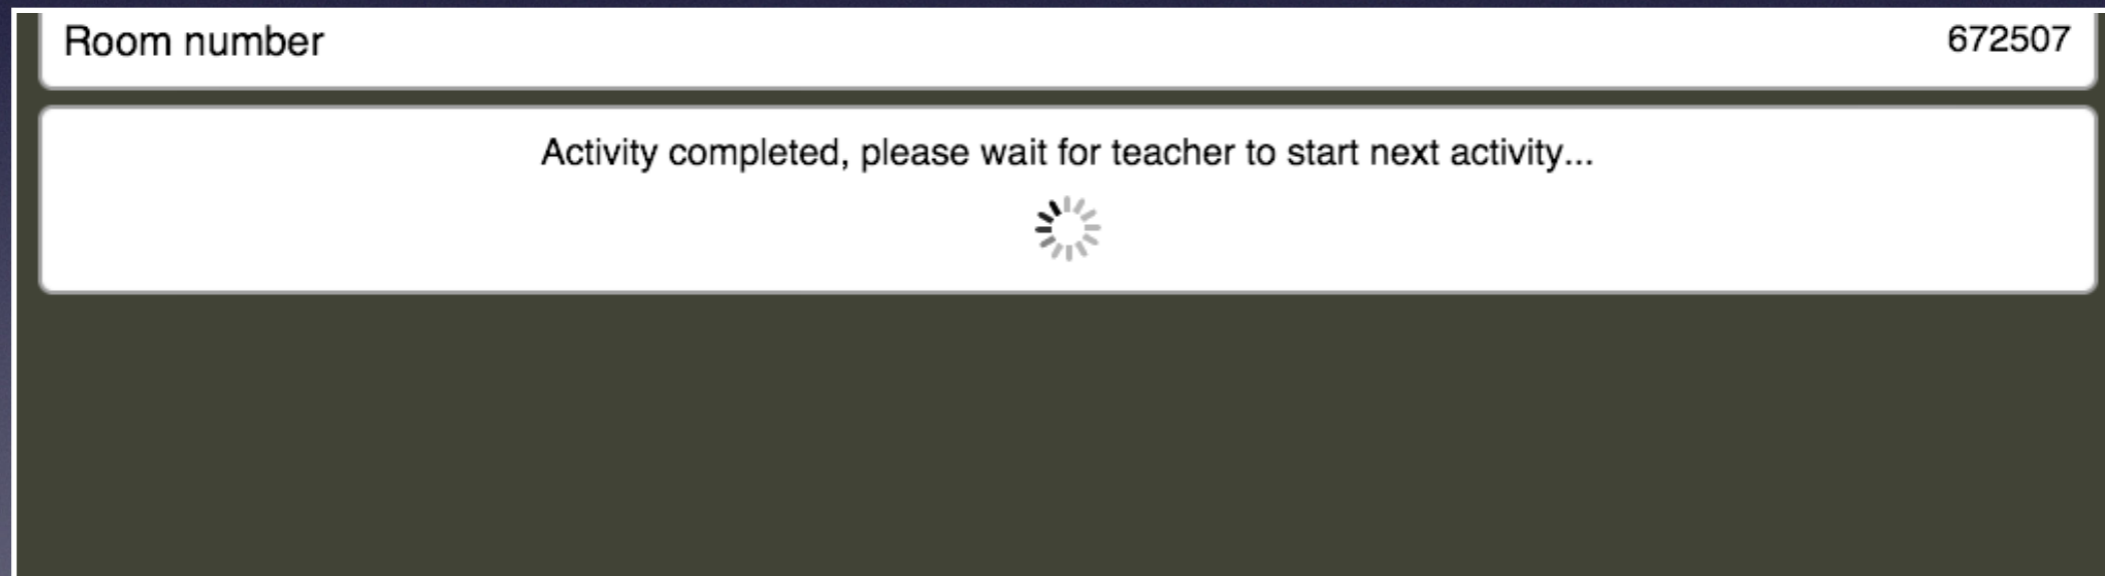 Room number 672507
Activity completed, please wait for teacher to start next activity...